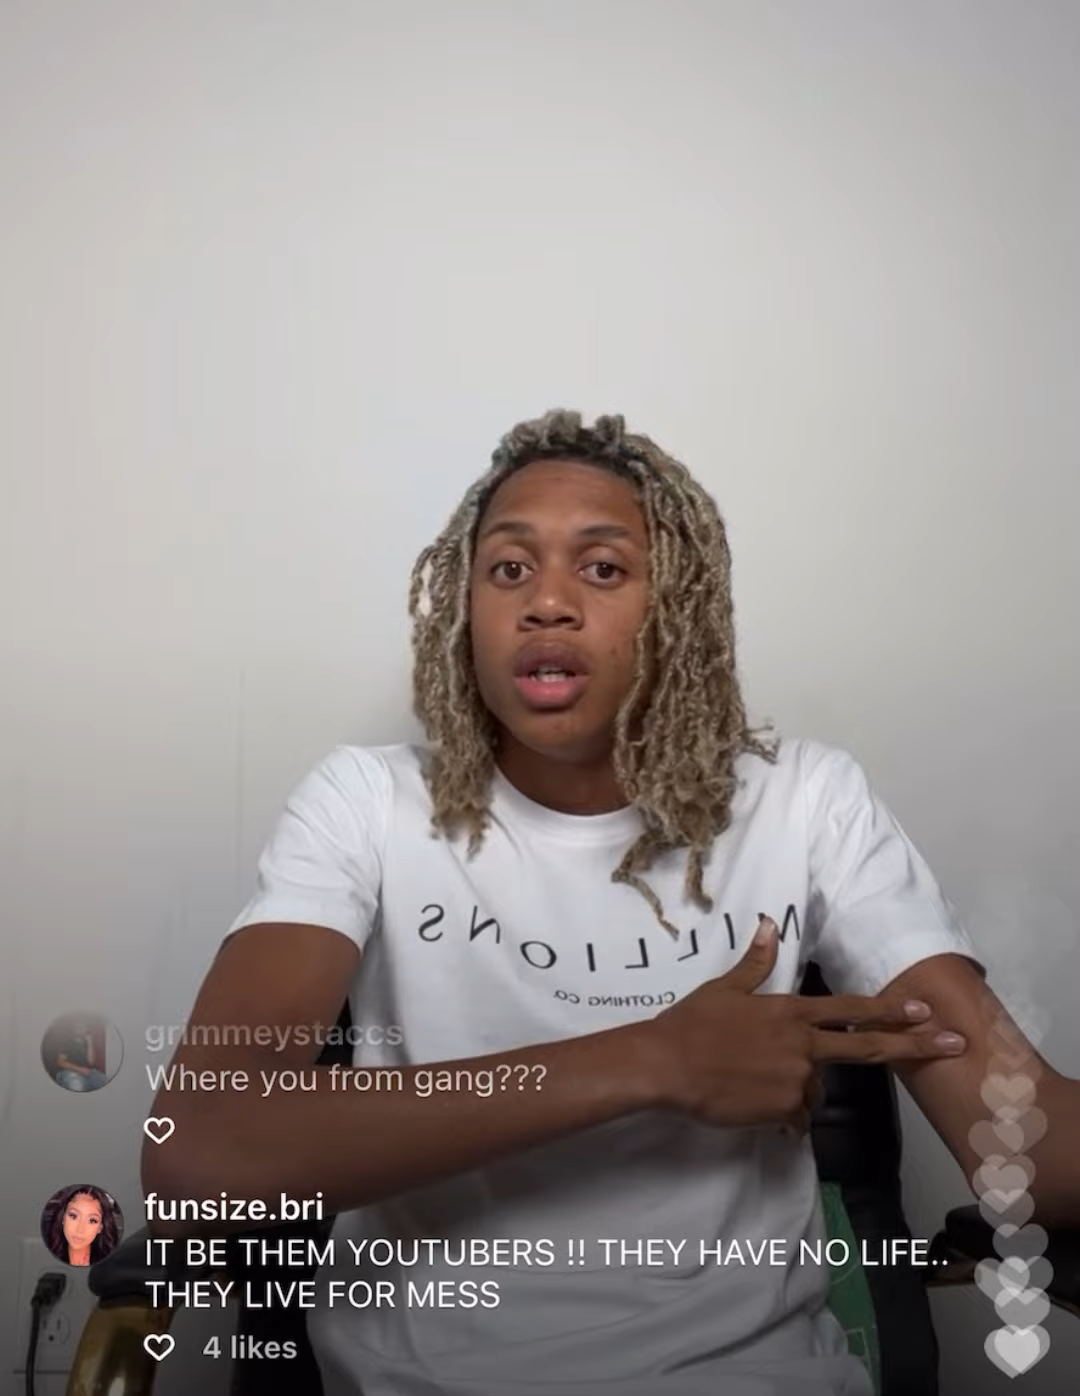 MILLIONS
CLOTHING CO
grimmeystaccs
Where you from gang???
funsize.bri
IT BE THEM YOUTUBERS !! THEY HAVE NO LIFE..
THEY LIVE FOR MESS
4 likes